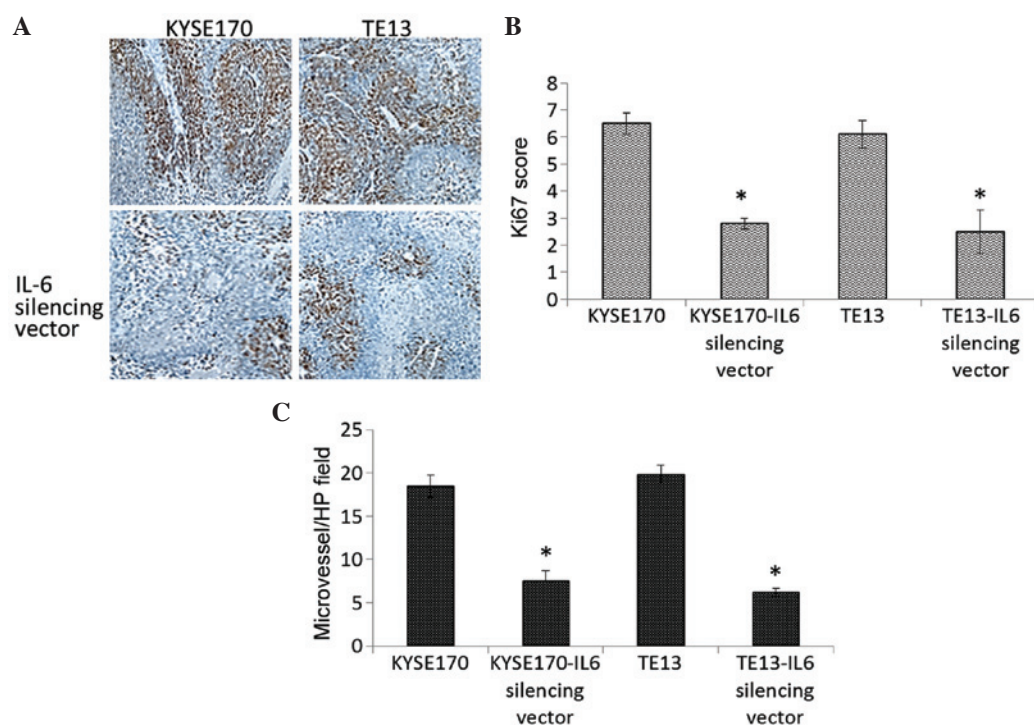 A
KYSE170
TE13
IL-6
silencing
vector
B
Ki67 score
8
7
6
5
4
3
2
1
0
*
*
KYSE170
KYSE170-IL6
silencing
vector
TE13
TE13-IL6
silencing
vector
C
Microvessel/HP field
25
20
15
10
5
0
*
*
KYSE170
KYSE170-IL6
silencing
vector
TE13
TE13-IL6
silencing
vector